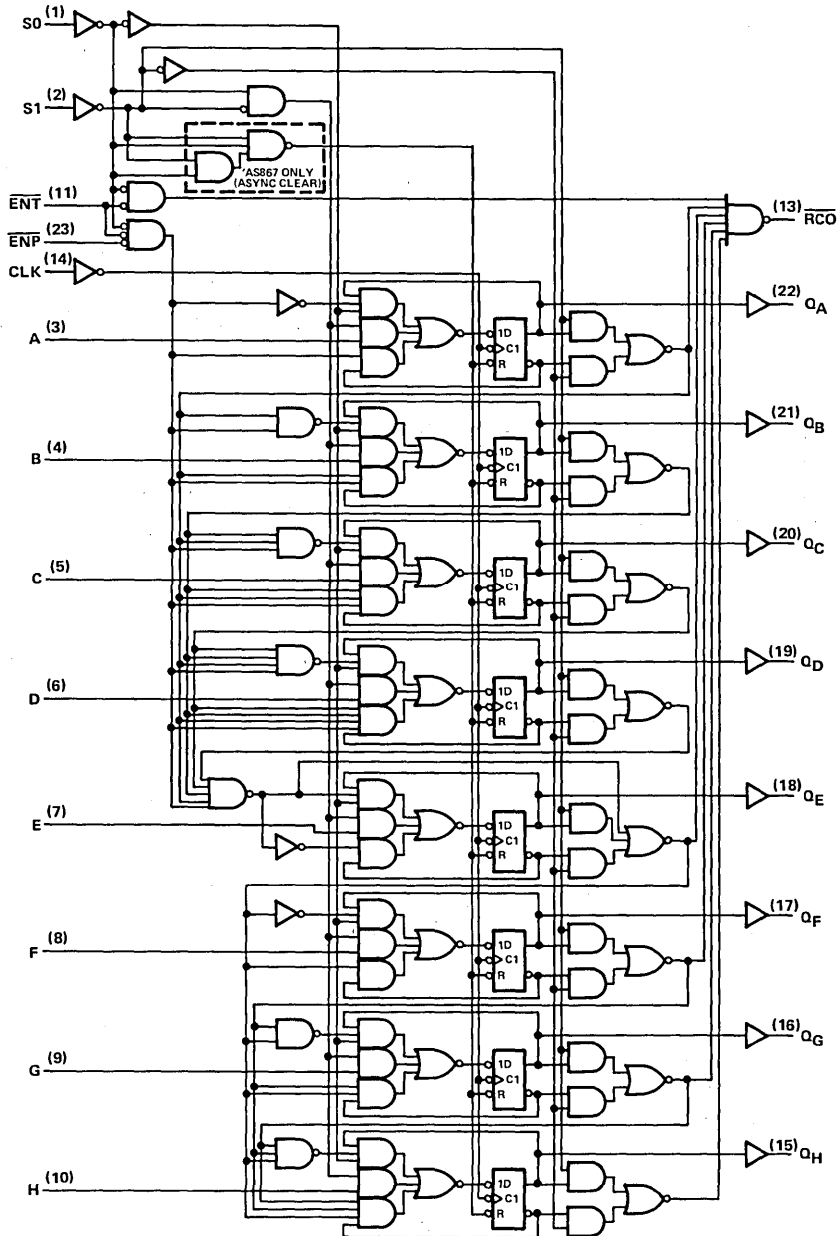 S0 (1)
S1 (2)
'AS867 ONLY
(ASYNC CLEAR)
ENT (11)
(13) RCO
ENP (23)
CLK (14)
(22) QA
1D
C1
R
A (3)
(21) QB
1D
C1
R
B (4)
(20) QC
1D
C1
R
C (5)
(19) QD
1D
C1
R
D (6)
(18) QE
1D
C1
R
E (7)
(17) QF
1D
C1
R
F (8)
(16) QG
1D
C1
R
G (9)
(15) QH
1D
C1
R
H (10)